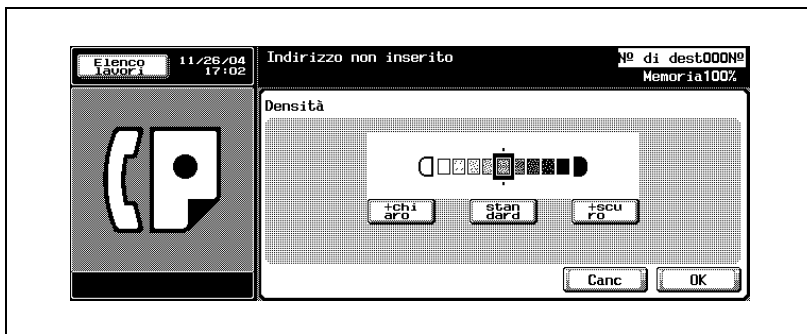 Elenco
lavori
11/26/04
17:02
Indirizzo non inserito
Nº di dest000Nº
Memoria100%
Densità
+chi
aro
stan
dard
+scu
ro
Canc
OK